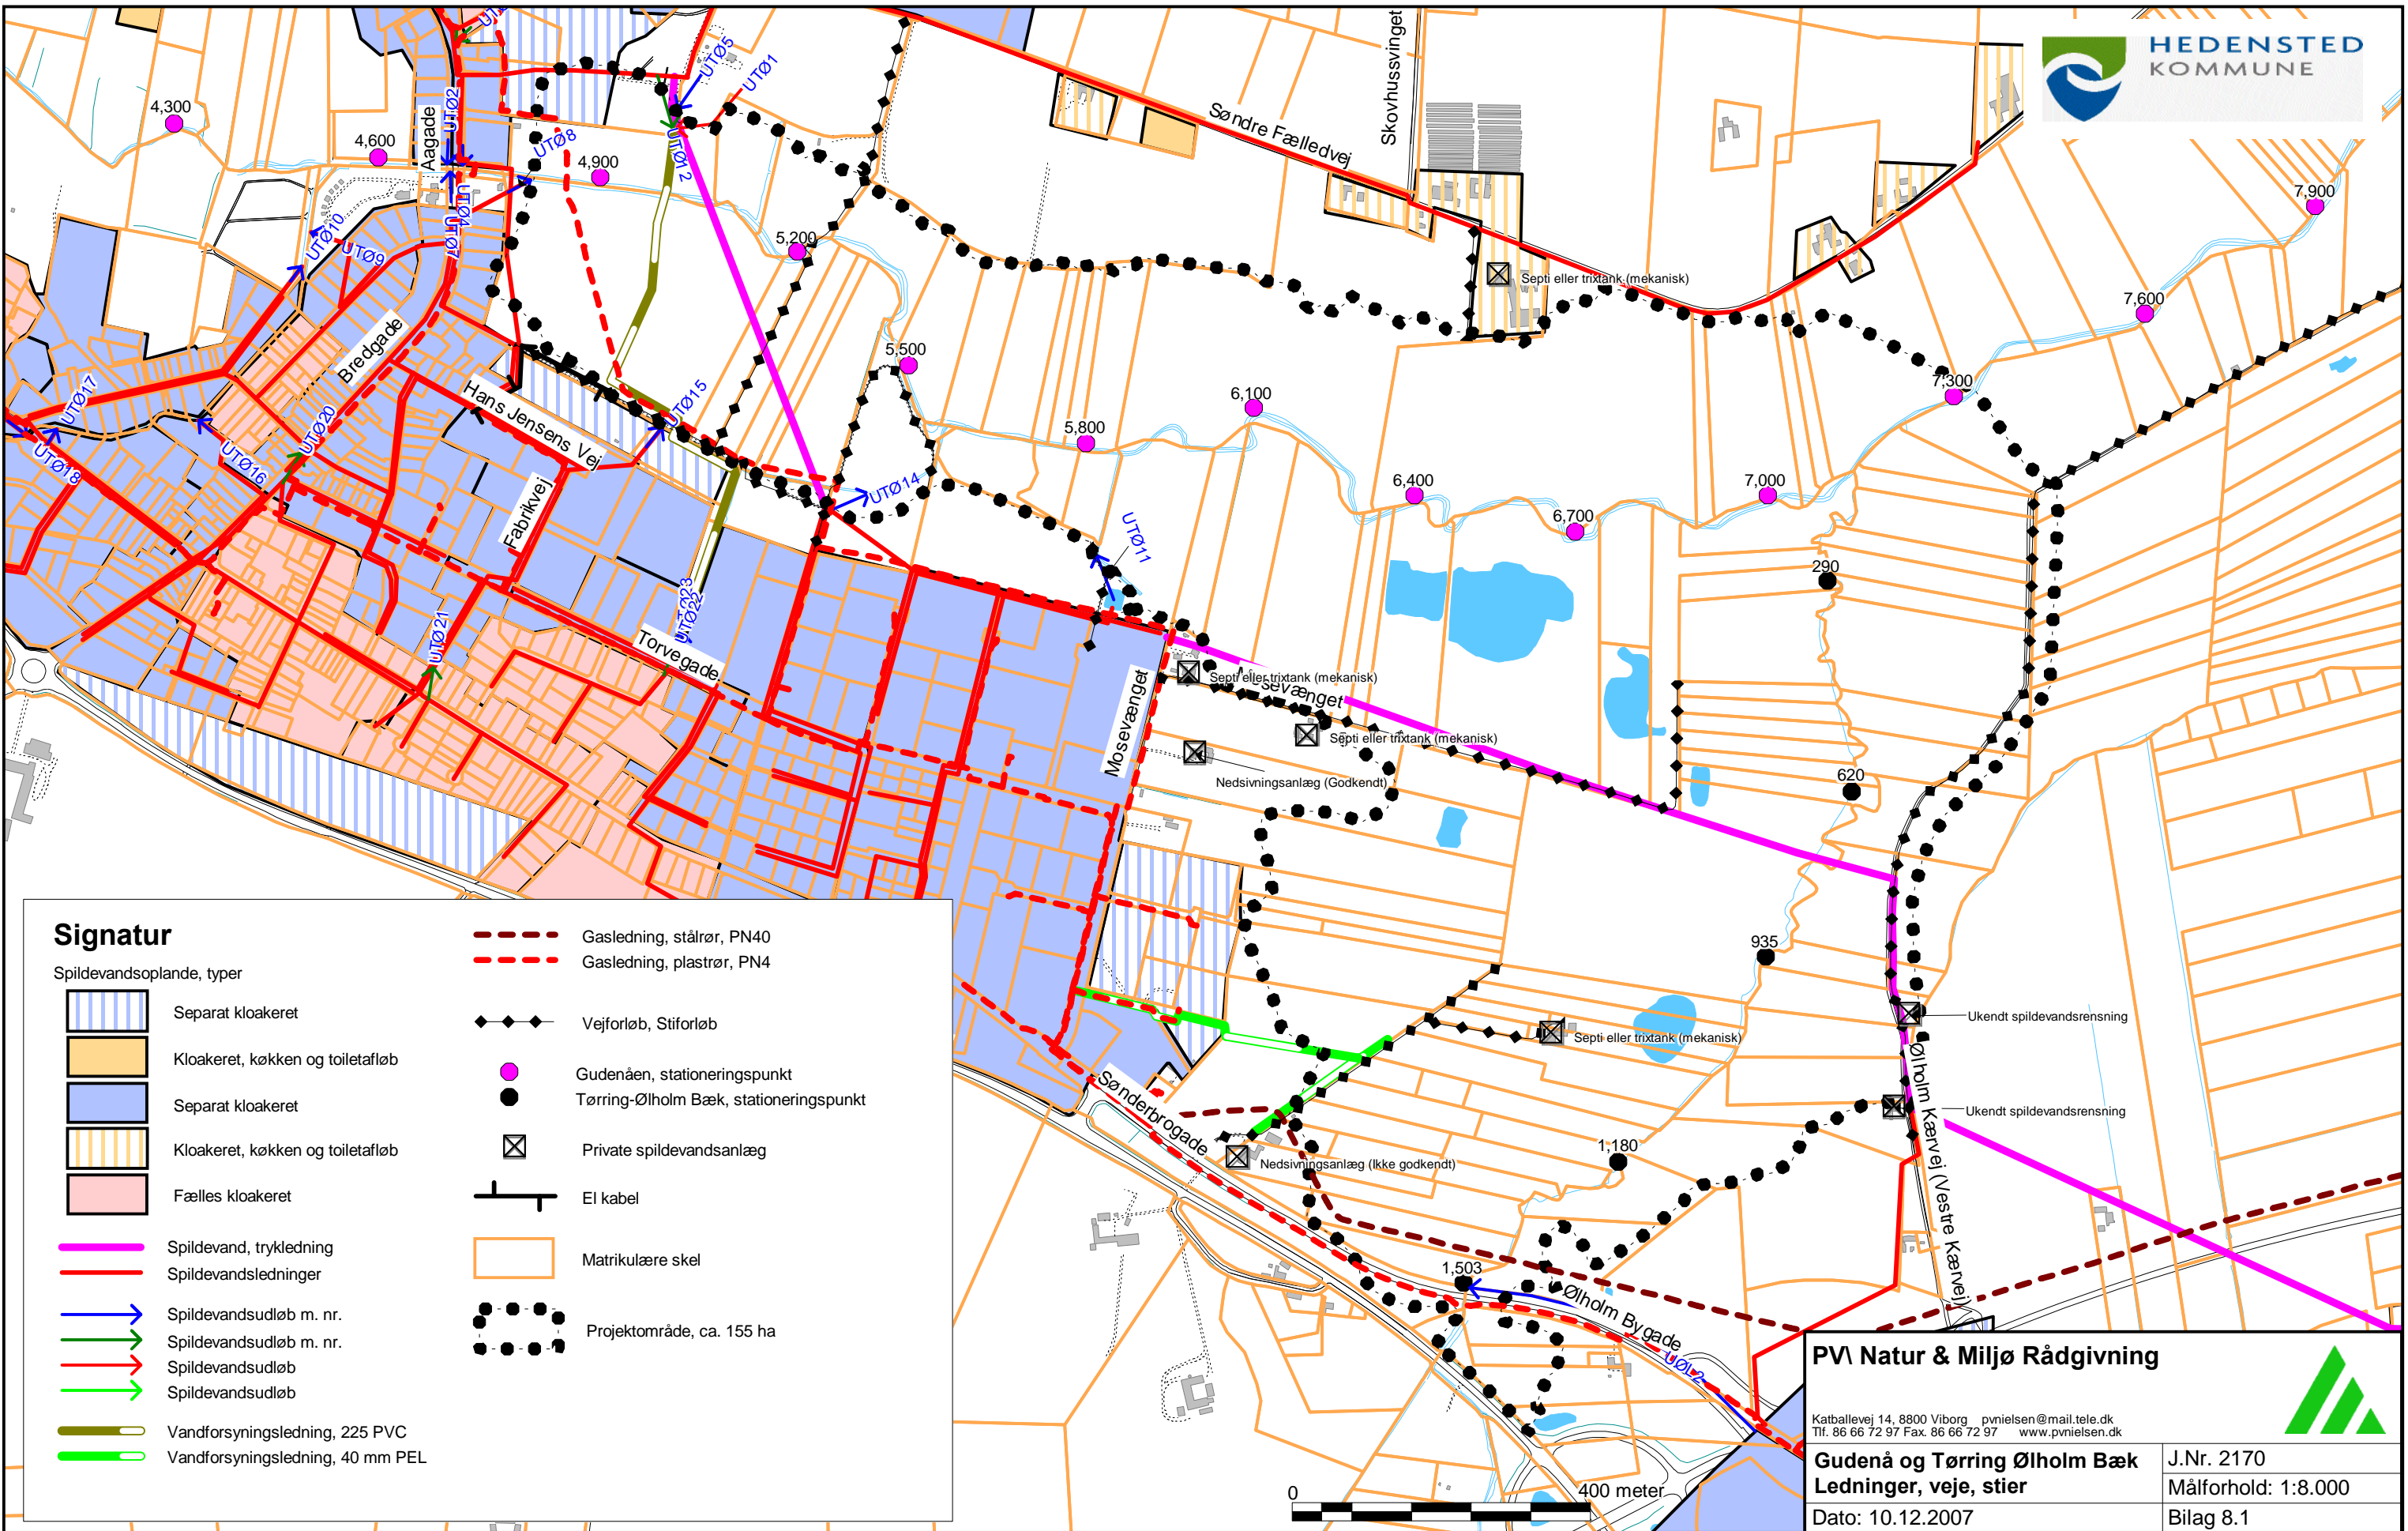 HEDENSTED
KOMMUNE
Skovhussvinget
Søndre Fælledvej
UTØ5
UTØ1
UTØ2
Aagade
UTØ8
UTØ12
UTØ4
UTØ7
UTØ10
UTØ9
4,300
4,600
4,900
5,200
5,500
5,800
6,100
6,400
6,700
7,000
7,300
7,600
7,900
Septi eller trixtank (mekanisk)
Bredgade
Hans Jensens Vej
UTØ15
UTØ17
UTØ18
UTØ16
UTØ20
Fabrikvej
UTØ14
UTØ11
UTØ23
UTØ22
UTØ21
Torvegade
Mosevænget
Septi eller trixtank (mekanisk)
Mosevænget
Septi eller trixtank (mekanisk)
Nedsivningsanlæg (Godkendt)
290
620
935
1,180
1,503
Septi eller trixtank (mekanisk)
Ukendt spildevandsrensning
Ukendt spildevandsrensning
Ølholm Kærvej (Vestre Kærvej)
Sønderbrogade
Nedsivningsanlæg (Ikke godkendt)
Ølholm Bygade
UØL2
Signatur
Spildevandsoplande, typer
Separat kloakeret
Kloakeret, køkken og toiletafløb
Separat kloakeret
Kloakeret, køkken og toiletafløb
Fælles kloakeret
Spildevand, trykledning
Spildevandsledninger
Spildevandsudløb m. nr.
Spildevandsudløb m. nr.
Spildevandsudløb
Spildevandsudløb
Vandforsyningsledning, 225 PVC
Vandforsyningsledning, 40 mm PEL
Gasledning, stålrør, PN40
Gasledning, plastrør, PN4
Vejforløb, Stiforløb
Gudenåen, stationeringspunkt
Tørring-Ølholm Bæk, stationeringspunkt
Private spildevandsanlæg
El kabel
Matrikulære skel
Projektområde, ca. 155 ha
0 400 meter
PV\ Natur & Miljø Rådgivning
Katballevej 14, 8800 Viborg pvnielsen@mail.tele.dk
Tlf. 86 66 72 97 Fax. 86 66 72 97 www.pvnielsen.dk
Gudenå og Tørring Ølholm Bæk
Ledninger, veje, stier
J.Nr. 2170
Målforhold: 1:8.000
Dato: 10.12.2007
Bilag 8.1